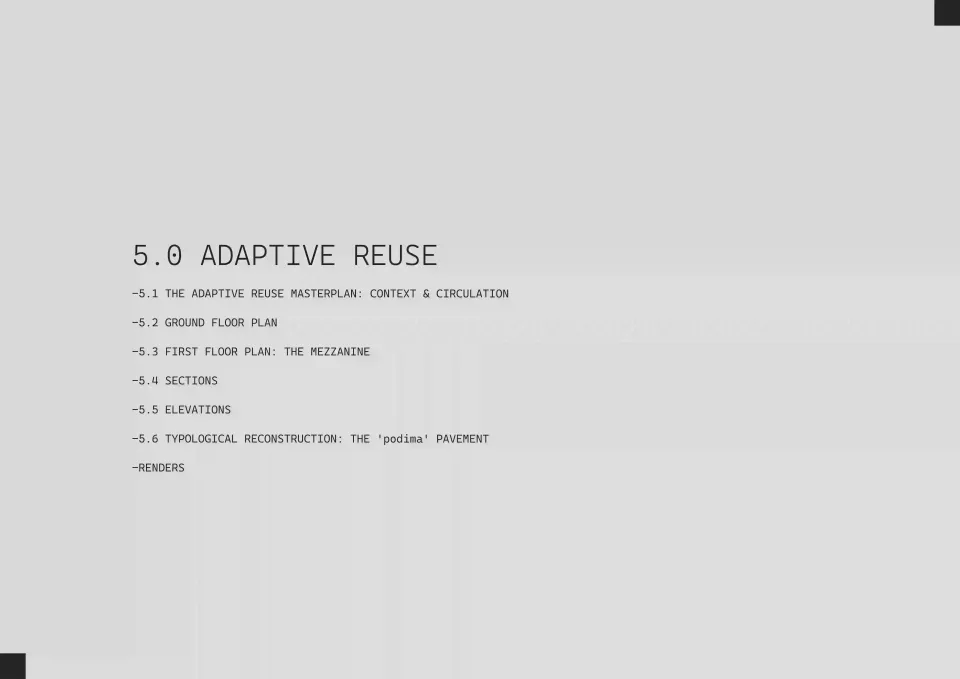 5.0 ADAPTIVE REUSE
—5.1 THE ADAPTIVE REUSE MASTERPLAN: CONTEXT & CIRCULATION
—5.2 GROUND FLOOR PLAN
—5.3 FIRST FLOOR PLAN: THE MEZZANINE
—5.4 SECTIONS
—5.5 ELEVATIONS
—5.6 TYPOLOGICAL RECONSTRUCTION: THE 'podima' PAVEMENT
—RENDERS